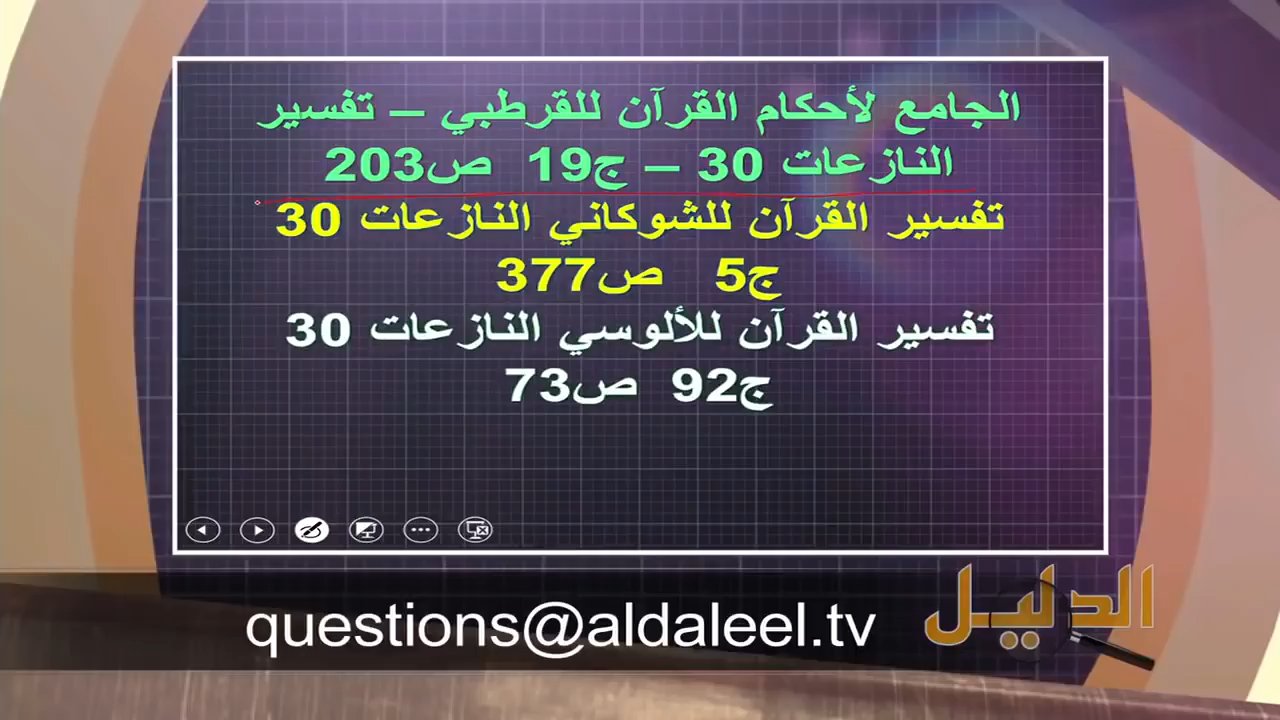 الجامع لأحكام القرآن للقرطبي – تفسير
النازعات 30 – ج19 ص203
تفسير القرآن للشوكاني النازعات 30
ج5 ص377
تفسير القرآن للألوسي النازعات 30
ج92 ص73
questions@aldaleel.tv
الدليل